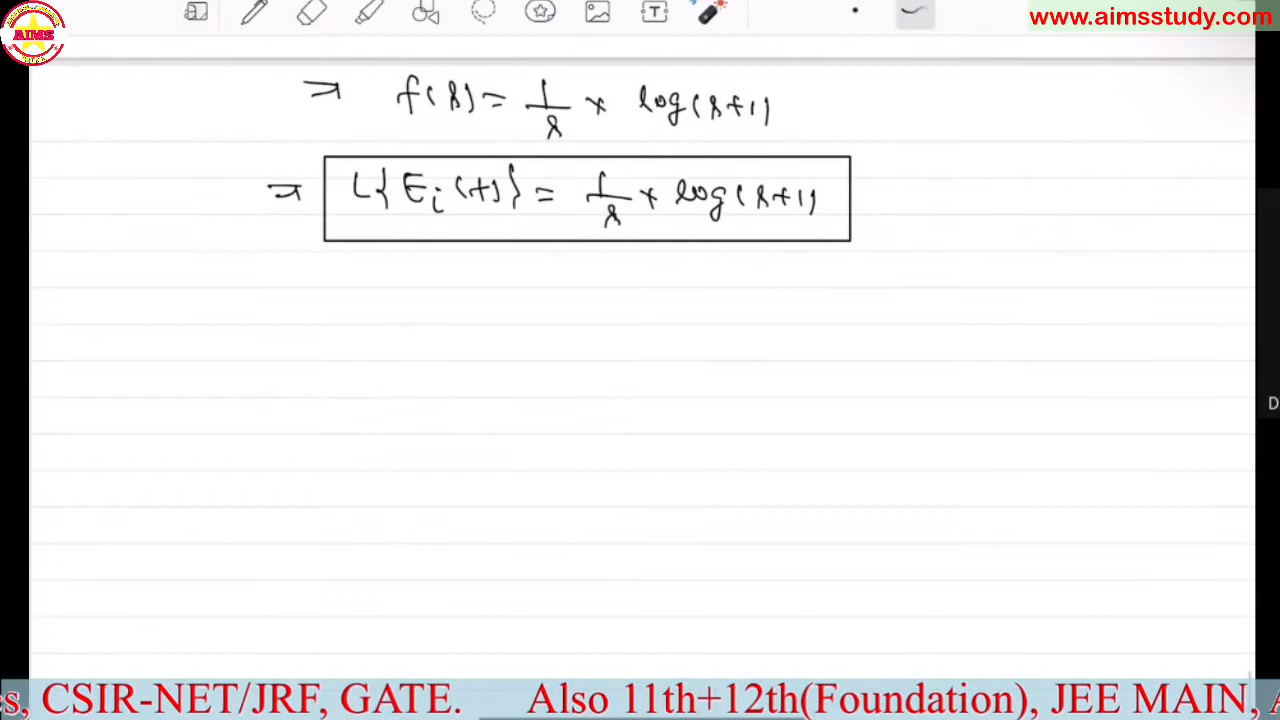 AIMS
www.aimsstudy.com
⇒ f(s) = 1/s × log(s+1)
⇒ L{Ei(t)} = 1/s × log(s+1)
D
s, CSIR-NET/JRF, GATE. Also 11th+12th(Foundation), JEE MAIN, A